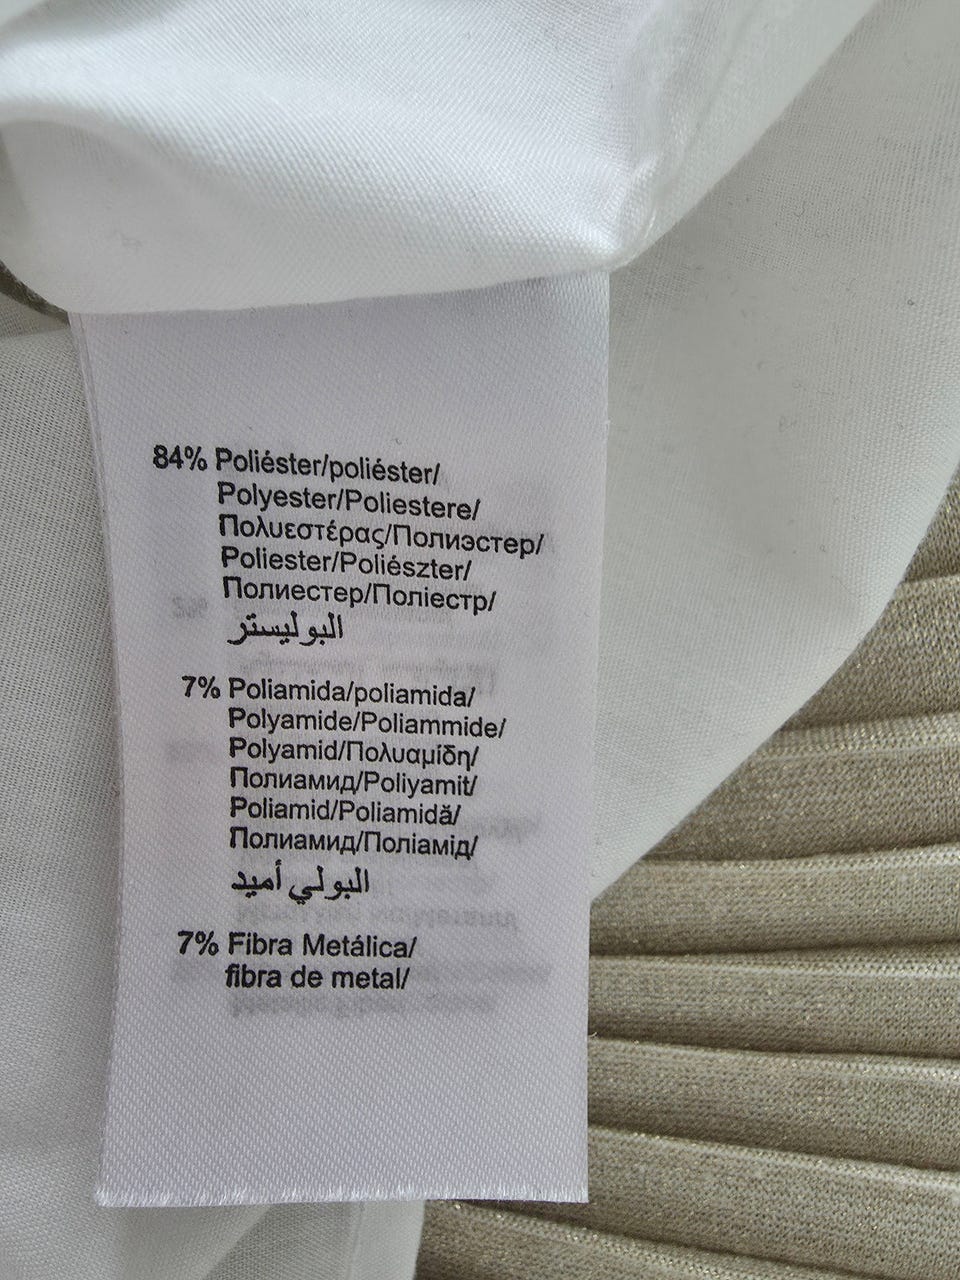 84% Poliéster/poliéster/
Polyester/Poliestere/
Πολυεστέρας/Полиэстер/
Poliester/Poliészter/
Полиестер/Поліестр/
البوليستر
7% Poliamida/poliamida/
Polyamide/Poliammide/
Polyamid/Πολυαμίδη/
Полиамид/Poliyamit/
Poliamid/Poliamidă/
Полиамид/Поліамід/
البولي أميد
7% Fibra Metálica/
fibra de metal/